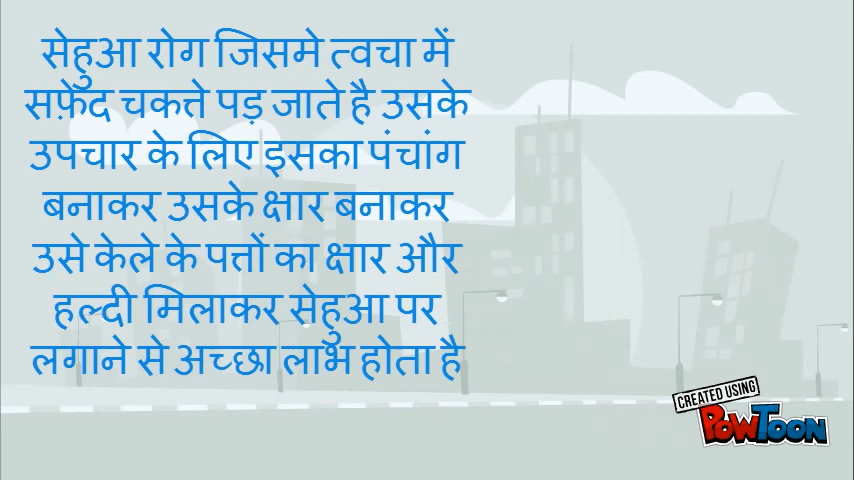 सेहुआ रोग जिसमे त्वचा में
सफ़ेद चकत्ते पड़ जाते है उसके
उपचार के लिए इसका पंचांग
बनाकर उसके क्षार बनाकर
उसे केले के पत्तों का क्षार और
हल्दी मिलाकर सेहुआ पर
लगाने से अच्छा लाभ होता है
CREATED USING
POWTOON